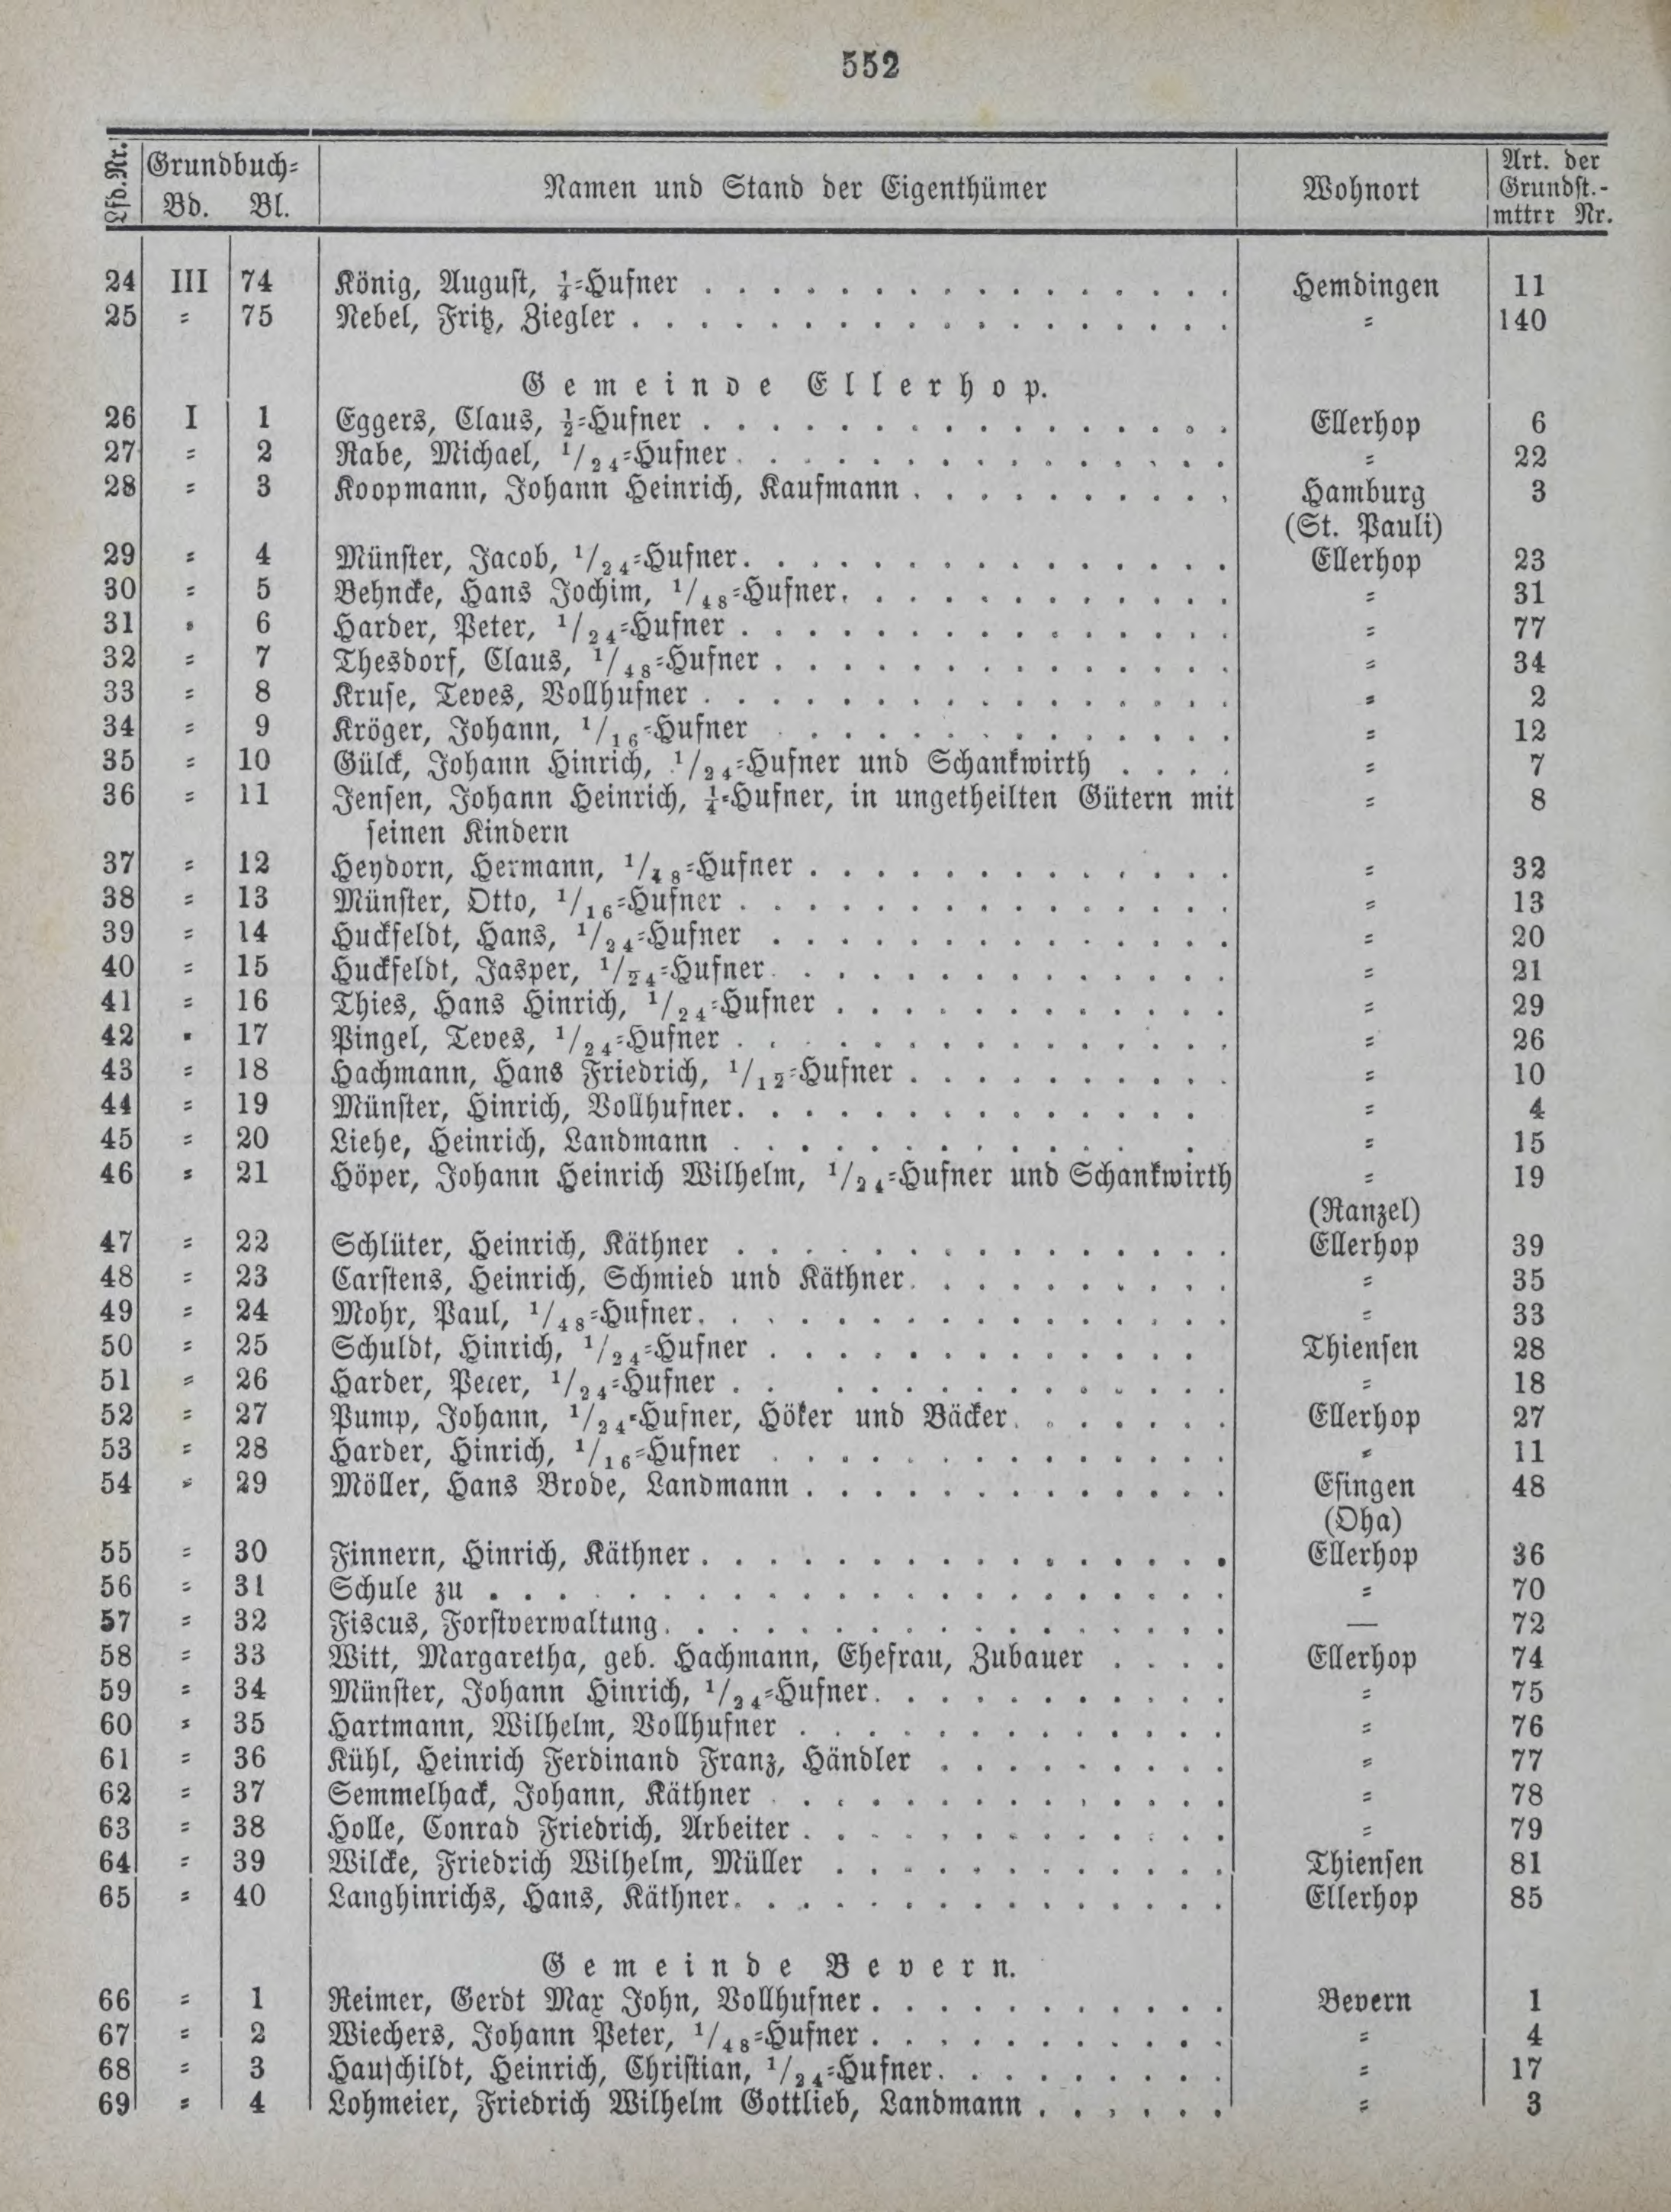 552
Lfd. Nr. Grundbuch= Bd. Bl. Namen und Stand der Eigenthümer Wohnort Art. der Grundst.- mttrr Nr.
24 III 74 König, August, ¼=Hufner . . . . . . . . . . . . . . . . Hemdingen 11
25 = 75 Nebel, Fritz, Ziegler . . . . . . . . . . . . . . . . . . = 140
Gemeinde Ellerhop.
26 I 1 Eggers, Claus, ½=Hufner . . . . . . . . . . . . . . . . Ellerhop 6
27 = 2 Rabe, Michael, 1/24=Hufner . . . . . . . . . . . . . . . = 22
28 = 3 Koopmann, Johann Heinrich, Kaufmann . . . . . . . . . . Hamburg 3
(St. Pauli)
29 = 4 Münster, Jacob, 1/24=Hufner . . . . . . . . . . . . . . . Ellerhop 23
30 = 5 Behncke, Hans Jochim, 1/48=Hufner . . . . . . . . . . . . = 31
31 = 6 Harder, Peter, 1/24=Hufner . . . . . . . . . . . . . . . = 77
32 = 7 Thesdorf, Claus, 1/48=Hufner . . . . . . . . . . . . . . = 34
33 = 8 Kruse, Teves, Vollhufner . . . . . . . . . . . . . . . . = 2
34 = 9 Kröger, Johann, 1/16=Hufner . . . . . . . . . . . . . . = 12
35 = 10 Gülck, Johann Hinrich, 1/24=Hufner und Schankwirth . . . . = 7
36 = 11 Jensen, Johann Heinrich, ¼=Hufner, in ungetheilten Gütern mit = 8
seinen Kindern
37 = 12 Heydorn, Hermann, 1/48=Hufner . . . . . . . . . . . . . = 32
38 = 13 Münster, Otto, 1/16=Hufner . . . . . . . . . . . . . . . = 13
39 = 14 Huckfeldt, Hans, 1/24=Hufner . . . . . . . . . . . . . . = 20
40 = 15 Huckfeldt, Jasper, 1/24=Hufner . . . . . . . . . . . . . . = 21
41 = 16 Thies, Hans Hinrich, 1/24=Hufner . . . . . . . . . . . . = 29
42 = 17 Pingel, Teves, 1/24=Hufner . . . . . . . . . . . . . . . = 26
43 = 18 Hachmann, Hans Friedrich, 1/12=Hufner . . . . . . . . . . = 10
44 = 19 Münster, Hinrich, Vollhufner . . . . . . . . . . . . . . = 4
45 = 20 Liehe, Heinrich, Landmann . . . . . . . . . . . . . . = 15
46 = 21 Höper, Johann Heinrich Wilhelm, 1/24=Hufner und Schankwirth = 19
(Ranzel)
47 = 22 Schlüter, Heinrich, Käthner . . . . . . . . . . . . . . . Ellerhop 39
48 = 23 Carstens, Heinrich, Schmied und Käthner . . . . . . . . . . = 35
49 = 24 Mohr, Paul, 1/48=Hufner . . . . . . . . . . . . . . . . = 33
50 = 25 Schuldt, Hinrich, 1/24=Hufner . . . . . . . . . . . . . Thiensen 28
51 = 26 Harder, Peter, 1/24=Hufner . . . . . . . . . . . . . . = 18
52 = 27 Pump, Johann, 1/24=Hufner, Höker und Bäcker . . . . . . . Ellerhop 27
53 = 28 Harder, Hinrich, 1/16=Hufner . . . . . . . . . . . . . . = 11
54 = 29 Möller, Hans Brode, Landmann . . . . . . . . . . . . . Esingen 48
(Oha)
55 = 30 Finnern, Hinrich, Käthner . . . . . . . . . . . . . . . . Ellerhop 36
56 = 31 Schule zu . . . . . . . . . . . . . . . . . . . . . . = 70
57 = 32 Fiscus, Forstverwaltung . . . . . . . . . . . . . . . . . — 72
58 = 33 Witt, Margaretha, geb. Hachmann, Ehefrau, Zubauer . . . . Ellerhop 74
59 = 34 Münster, Johann Hinrich, 1/24=Hufner . . . . . . . . . . . = 75
60 = 35 Hartmann, Wilhelm, Vollhufner . . . . . . . . . . . . . = 76
61 = 36 Kühl, Heinrich Ferdinand Franz, Händler . . . . . . . . . = 77
62 = 37 Semmelhack, Johann, Käthner . . . . . . . . . . . . . . = 78
63 = 38 Holle, Conrad Friedrich, Arbeiter . . . . . . . . . . . . . = 79
64 = 39 Wilcke, Friedrich Wilhelm, Müller . . . . . . . . . . . . Thiensen 81
65 = 40 Langhinrichs, Hans, Käthner . . . . . . . . . . . . . . . Ellerhop 85
Gemeinde Bevern.
66 = 1 Reimer, Gerdt Max John, Vollhufner . . . . . . . . . . . Bevern 1
67 = 2 Wiechers, Johann Peter, 1/48=Hufner . . . . . . . . . . . = 4
68 = 3 Hauschildt, Heinrich, Christian, 1/24=Hufner . . . . . . . . . = 17
69 = 4 Lohmeier, Friedrich Wilhelm Gottlieb, Landmann . . . . . . = 3